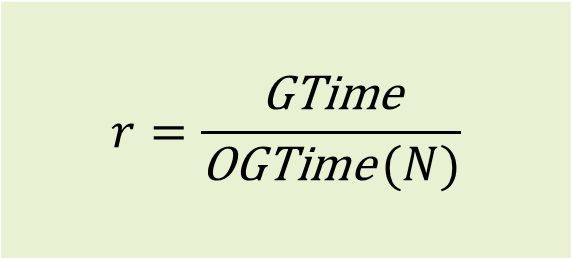 r = GTime / OGTime(N)